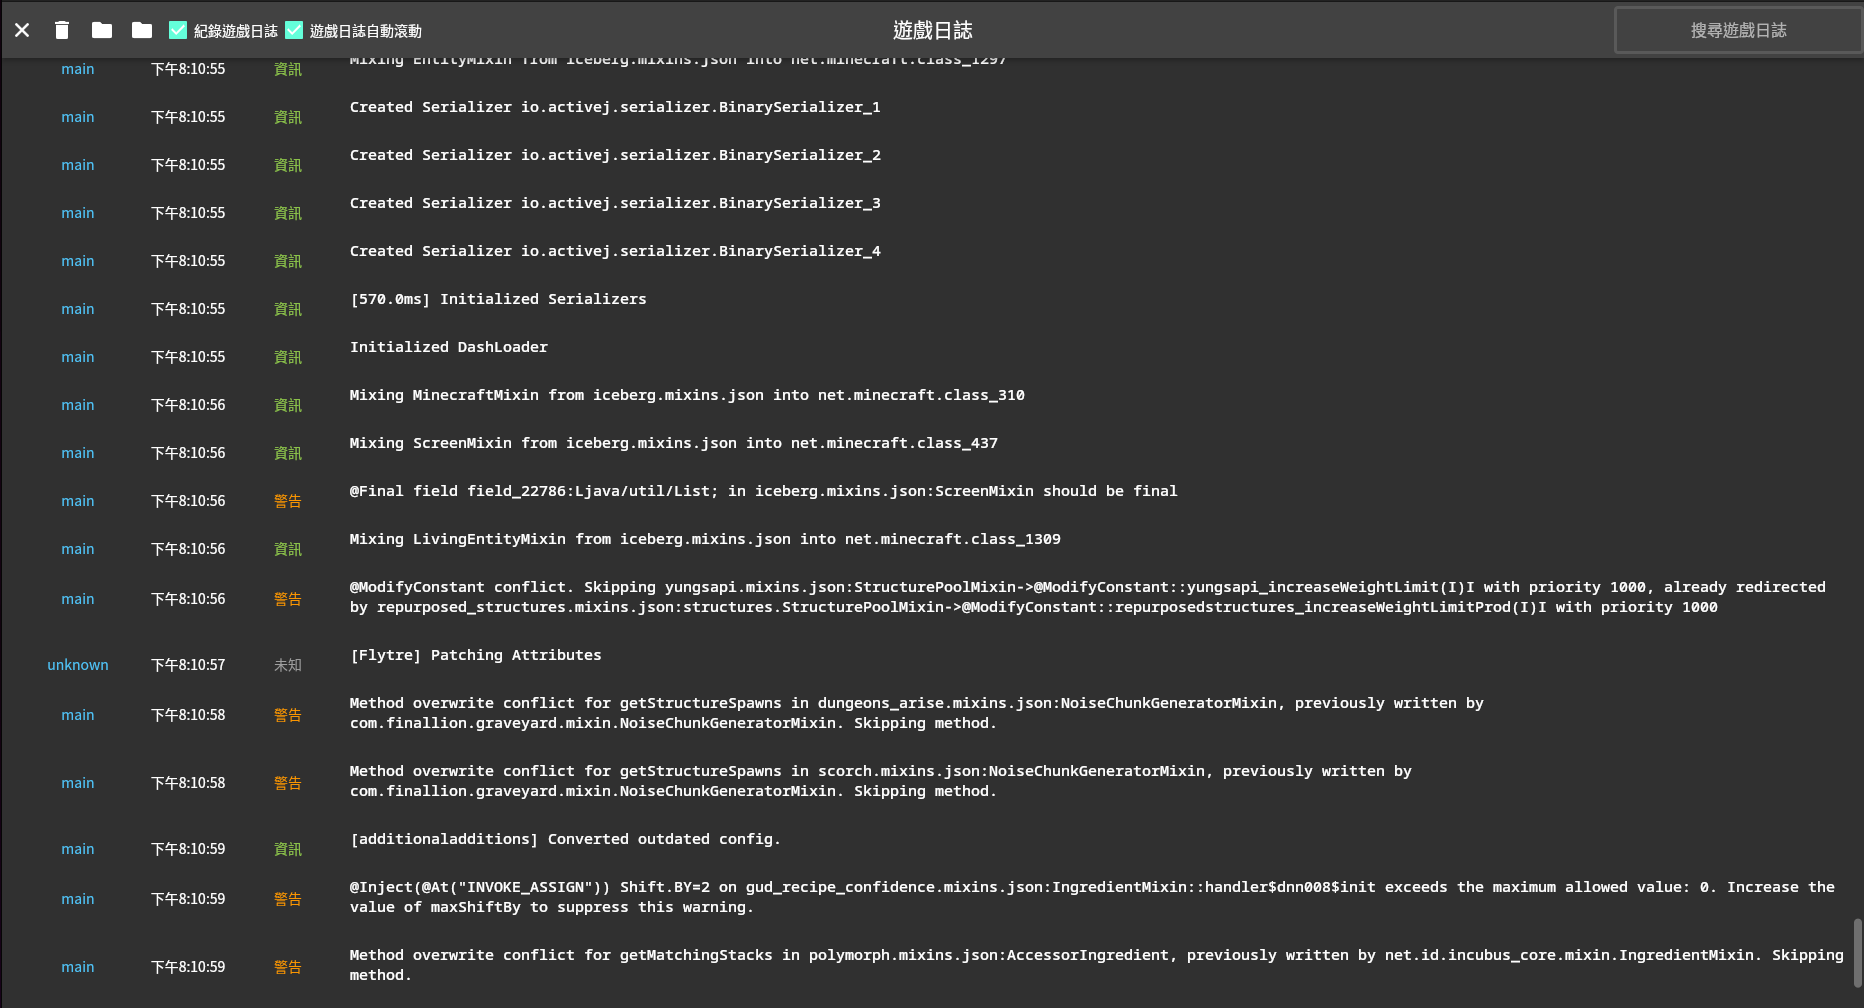 紀錄遊戲日誌 遊戲日誌自動滾動 遊戲日誌 搜尋遊戲日誌
main 下午8:10:55 資訊 Mixing EntityMixin from iceberg.mixins.json into net.minecraft.class_1297
main 下午8:10:55 資訊 Created Serializer io.activej.serializer.BinarySerializer_1
main 下午8:10:55 資訊 Created Serializer io.activej.serializer.BinarySerializer_2
main 下午8:10:55 資訊 Created Serializer io.activej.serializer.BinarySerializer_3
main 下午8:10:55 資訊 Created Serializer io.activej.serializer.BinarySerializer_4
main 下午8:10:55 資訊 [570.0ms] Initialized Serializers
main 下午8:10:55 資訊 Initialized DashLoader
main 下午8:10:56 資訊 Mixing MinecraftMixin from iceberg.mixins.json into net.minecraft.class_310
main 下午8:10:56 資訊 Mixing ScreenMixin from iceberg.mixins.json into net.minecraft.class_437
main 下午8:10:56 警告 @Final field field_22786:Ljava/util/List; in iceberg.mixins.json:ScreenMixin should be final
main 下午8:10:56 資訊 Mixing LivingEntityMixin from iceberg.mixins.json into net.minecraft.class_1309
main 下午8:10:56 警告 @ModifyConstant conflict. Skipping yungsapi.mixins.json:StructurePoolMixin->@ModifyConstant::yungsapi_increaseWeightLimit(I)I with priority 1000, already redirected
by repurposed_structures.mixins.json:structures.StructurePoolMixin->@ModifyConstant::repurposedstructures_increaseWeightLimitProd(I)I with priority 1000
unknown 下午8:10:57 未知 [Flytre] Patching Attributes
main 下午8:10:58 警告 Method overwrite conflict for getStructureSpawns in dungeons_arise.mixins.json:NoiseChunkGeneratorMixin, previously written by
com.finallion.graveyard.mixin.NoiseChunkGeneratorMixin. Skipping method.
main 下午8:10:58 警告 Method overwrite conflict for getStructureSpawns in scorch.mixins.json:NoiseChunkGeneratorMixin, previously written by
com.finallion.graveyard.mixin.NoiseChunkGeneratorMixin. Skipping method.
main 下午8:10:59 資訊 [additionaladditions] Converted outdated config.
main 下午8:10:59 警告 @Inject(@At("INVOKE_ASSIGN")) Shift.BY=2 on gud_recipe_confidence.mixins.json:IngredientMixin::handler$dnn008$init exceeds the maximum allowed value: 0. Increase the
value of maxShiftBy to suppress this warning.
main 下午8:10:59 警告 Method overwrite conflict for getMatchingStacks in polymorph.mixins.json:AccessorIngredient, previously written by net.id.incubus_core.mixin.IngredientMixin. Skipping
method.